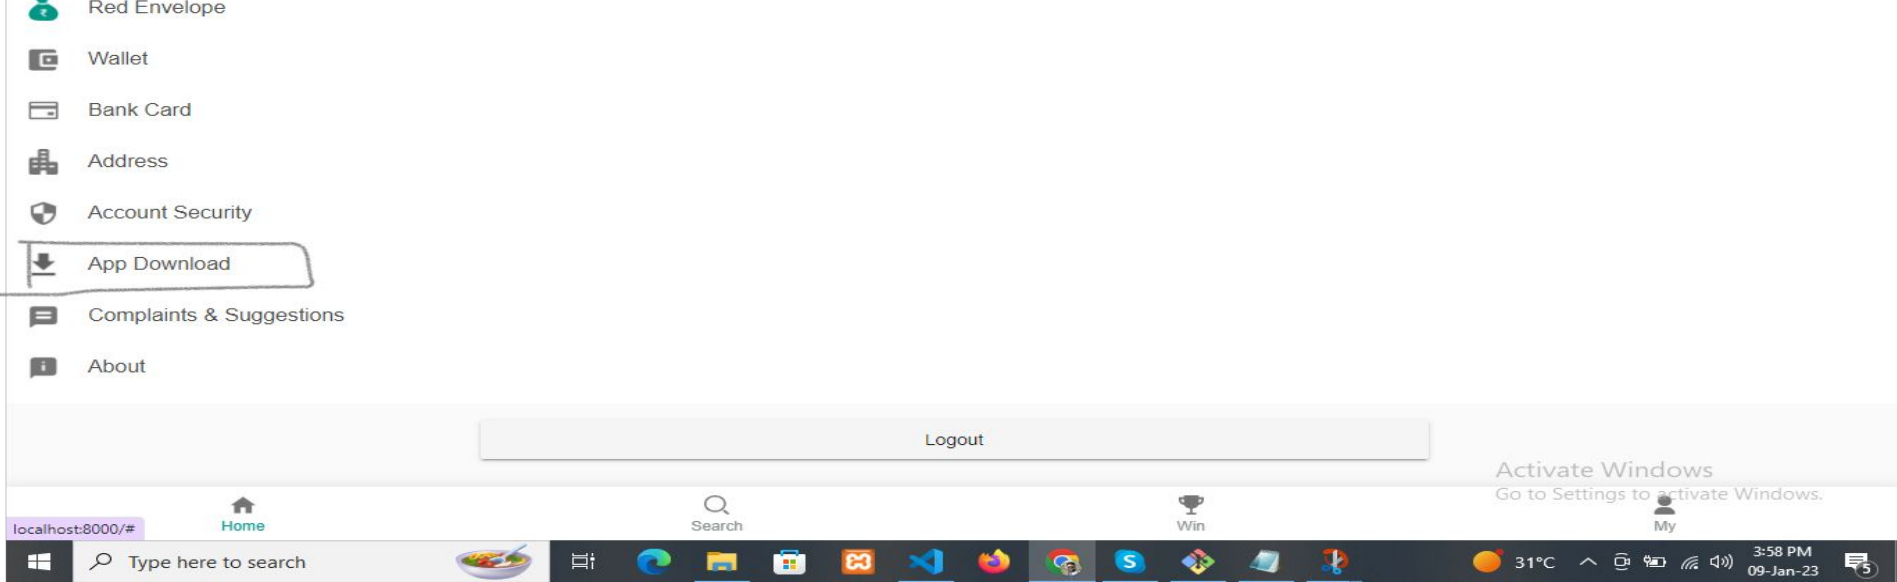 Red Envelope
Wallet
Bank Card
Address
Account Security
App Download
Complaints & Suggestions
About
Logout
Activate Windows
Go to Settings to activate Windows.
Home
Search
Win
My
localhost:8000/#
Type here to search
31°C
3:58 PM
09-Jan-23
5